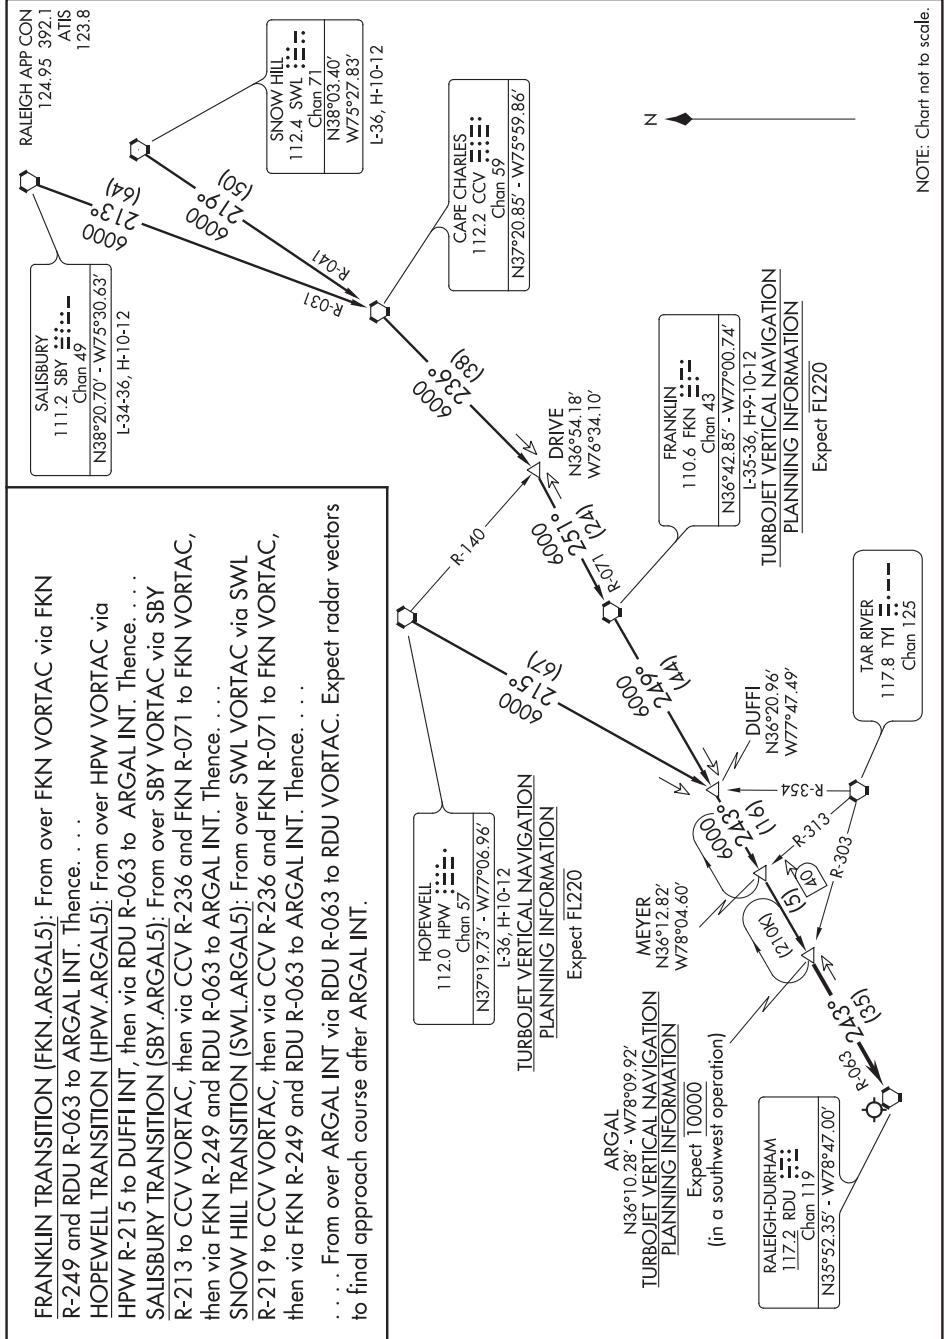 FRANKLIN TRANSITION (FKN.ARGAL5): From over FKN VORTAC via FKN
R-249 and RDU R-063 to ARGAL INT. Thence. . . .
HOPEWELL TRANSITION (HPW.ARGAL5): From over HPW VORTAC via
HPW R-215 to DUFFI INT, then via RDU R-063 to ARGAL INT. Thence. . . .
SALISBURY TRANSITION (SBY.ARGAL5): From over SBY VORTAC via SBY
R-213 to CCV VORTAC, then via CCV R-236 and FKN R-071 to FKN VORTAC,
then via FKN R-249 and RDU R-063 to ARGAL INT. Thence. . . .
SNOW HILL TRANSITION (SWL.ARGAL5): From over SWL VORTAC via SWL
R-219 to CCV VORTAC, then via CCV R-236 and FKN R-071 to FKN VORTAC,
then via FKN R-249 and RDU R-063 to ARGAL INT. Thence. . . .
. . . . From over ARGAL INT via RDU R-063 to RDU VORTAC. Expect radar vectors
to final approach course after ARGAL INT.
RALEIGH APP CON
124.95 392.1
ATIS
123.8
SALISBURY
111.2 SBY
Chan 49
N38°20.70′ - W75°30.63′
L-34-36, H-10-12
6000
213°
(64)
R-031
SNOW HILL
112.4 SWL
Chan 71
N38°03.40′
W75°27.83′
L-36, H-10-12
6000
219°
(50)
R-041
CAPE CHARLES
112.2 CCV
Chan 59
N37°20.85′ - W75°59.86′
6000
236°
(38)
DRIVE
N36°54.18′
W76°34.10′
R-140
6000
251°
(24)
R-071
FRANKLIN
110.6 FKN
Chan 43
N36°42.85′ - W77°00.74′
L-35-36, H-9-10-12
TURBOJET VERTICAL NAVIGATION
PLANNING INFORMATION
Expect FL220
HOPEWELL
112.0 HPW
Chan 57
N37°19.73′ - W77°06.96′
L-36, H-10-12
TURBOJET VERTICAL NAVIGATION
PLANNING INFORMATION
Expect FL220
6000
215°
(67)
6000
249°
(44)
DUFFI
N36°20.96′
W77°47.49′
6000
243°
(16)
MEYER
N36°12.82′
W78°04.60′
TAR RIVER
117.8 TYI
Chan 125
R-354
R-313
R-303
40
(5)
(210K)
ARGAL
N36°10.28′ - W78°09.92′
TURBOJET VERTICAL NAVIGATION
PLANNING INFORMATION
Expect 10000
(in a southwest operation)
243°
(35)
R-063
RALEIGH-DURHAM
117.2 RDU
Chan 119
N35°52.35′ - W78°47.00′
N
NOTE: Chart not to scale.